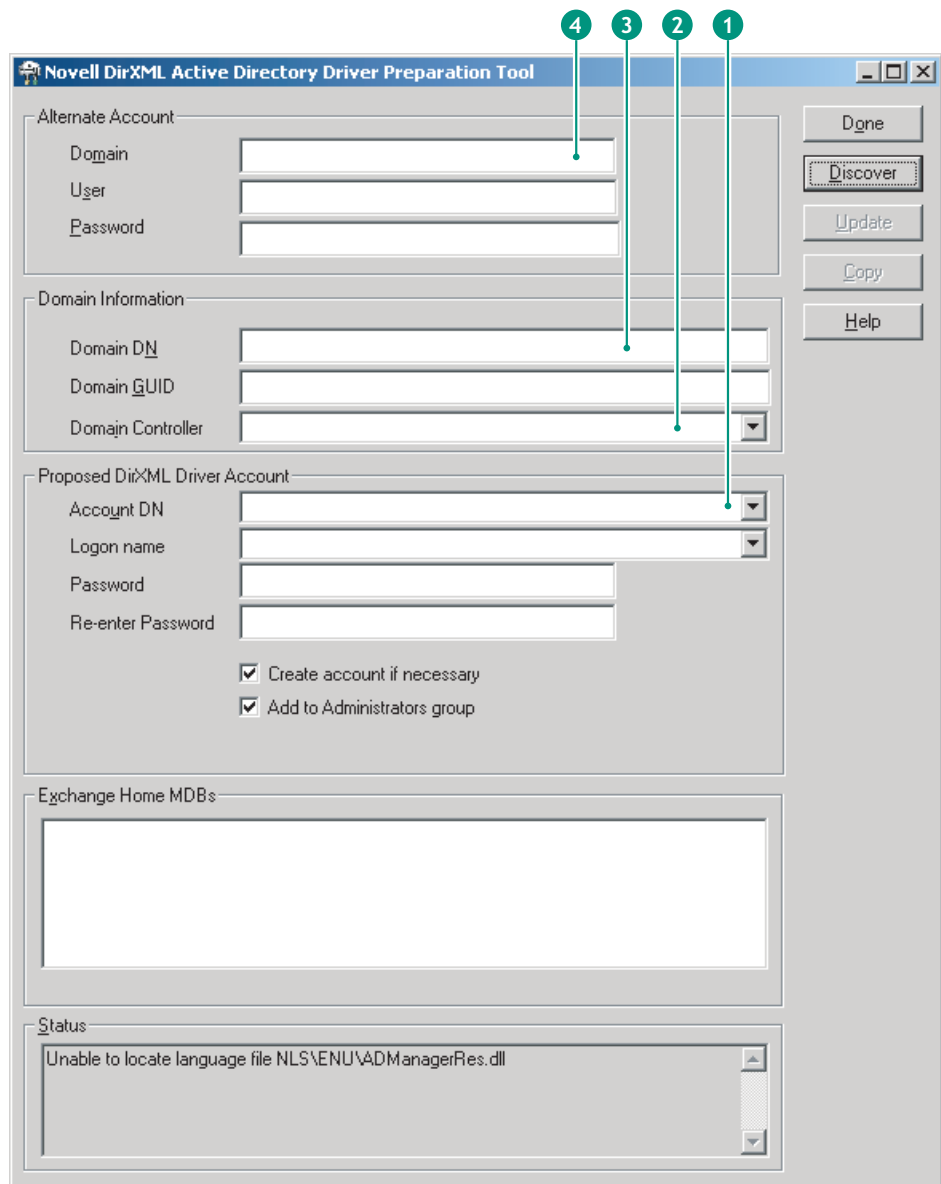 4 3 2 1
Novell DirXML Active Directory Driver Preparation Tool
Alternate Account
Domain
User
Password
Done
Discover
Update
Copy
Help
Domain Information
Domain DN
Domain GUID
Domain Controller
Proposed DirXML Driver Account
Account DN
Logon name
Password
Re-enter Password
Create account if necessary
Add to Administrators group
Exchange Home MDBs
Status
Unable to locate language file NLS\ENU\ADManagerRes.dll